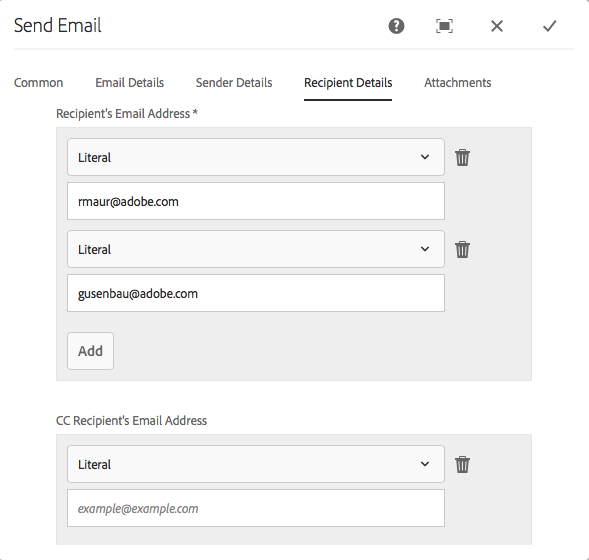 Send Email
Common Email Details Sender Details Recipient Details Attachments
Recipient's Email Address *
Literal
rmaur@adobe.com
Literal
gusenbau@adobe.com
Add
CC Recipient's Email Address
Literal
example@example.com